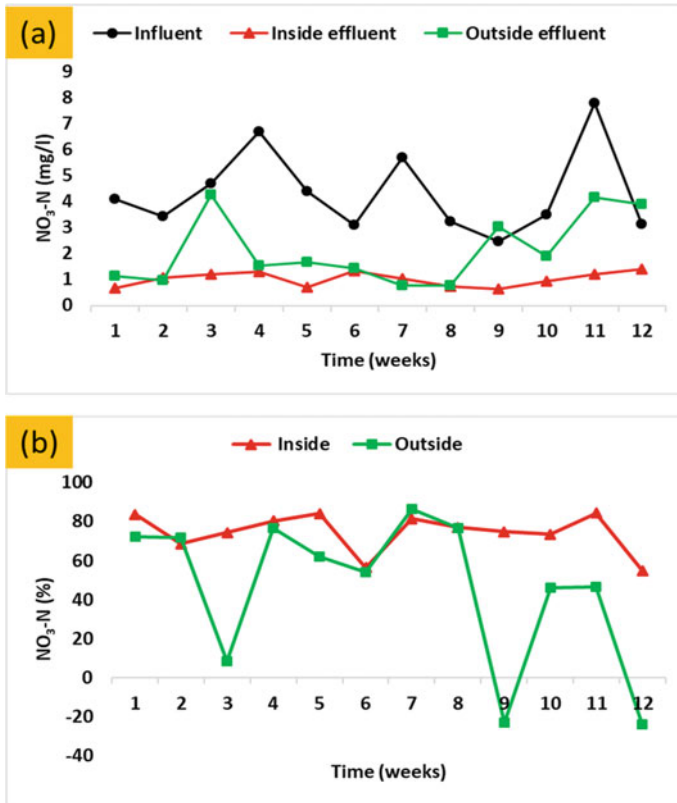 (a)
Influent Inside effluent Outside effluent
NO₃-N (mg/l)
9
8
7
6
5
4
3
2
1
0
1 2 3 4 5 6 7 8 9 10 11 12
Time (weeks)
(b)
Inside Outside
NO₃-N (%)
100
80
60
40
20
0
-20
-40
1 2 3 4 5 6 7 8 9 10 11 12
Time (weeks)